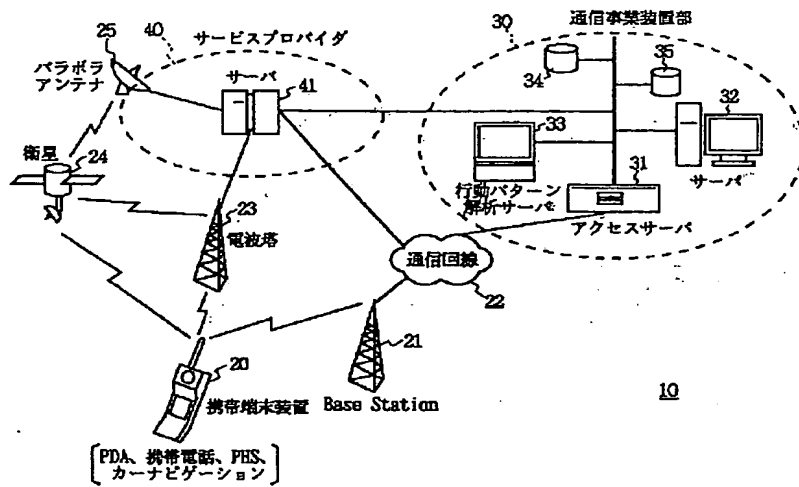 通信事業装置部
30
25
40
サービスプロバイダ
パラボラ
アンテナ
サーバ
41
34
35
32
33
衛星
24
行動パターン
解析サーバ
31
サーバ
アクセスサーバ
23
電波塔
通信回線
22
21
20
携帯端末装置
Base Station
10
PDA、携帯電話、PHS、
カーナビゲーション